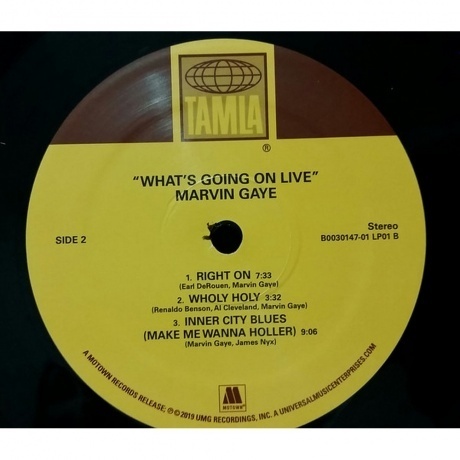 TAMLA
®
"WHAT'S GOING ON LIVE"
MARVIN GAYE
SIDE 2
Stereo
B0030147-01 LP01 B
1. RIGHT ON 7:33
(Earl DeRouen, Marvin Gaye)
2. WHOLY HOLY 3:32
(Renaldo Benson, Al Cleveland, Marvin Gaye)
3. INNER CITY BLUES
(MAKE ME WANNA HOLLER) 9:06
(Marvin Gaye, James Nyx)
M
MOTOWN
A MOTOWN RECORDS RELEASE; ℗©2019 UMG RECORDINGS, INC. A UNIVERSALMUSICENTERPRISES.COM